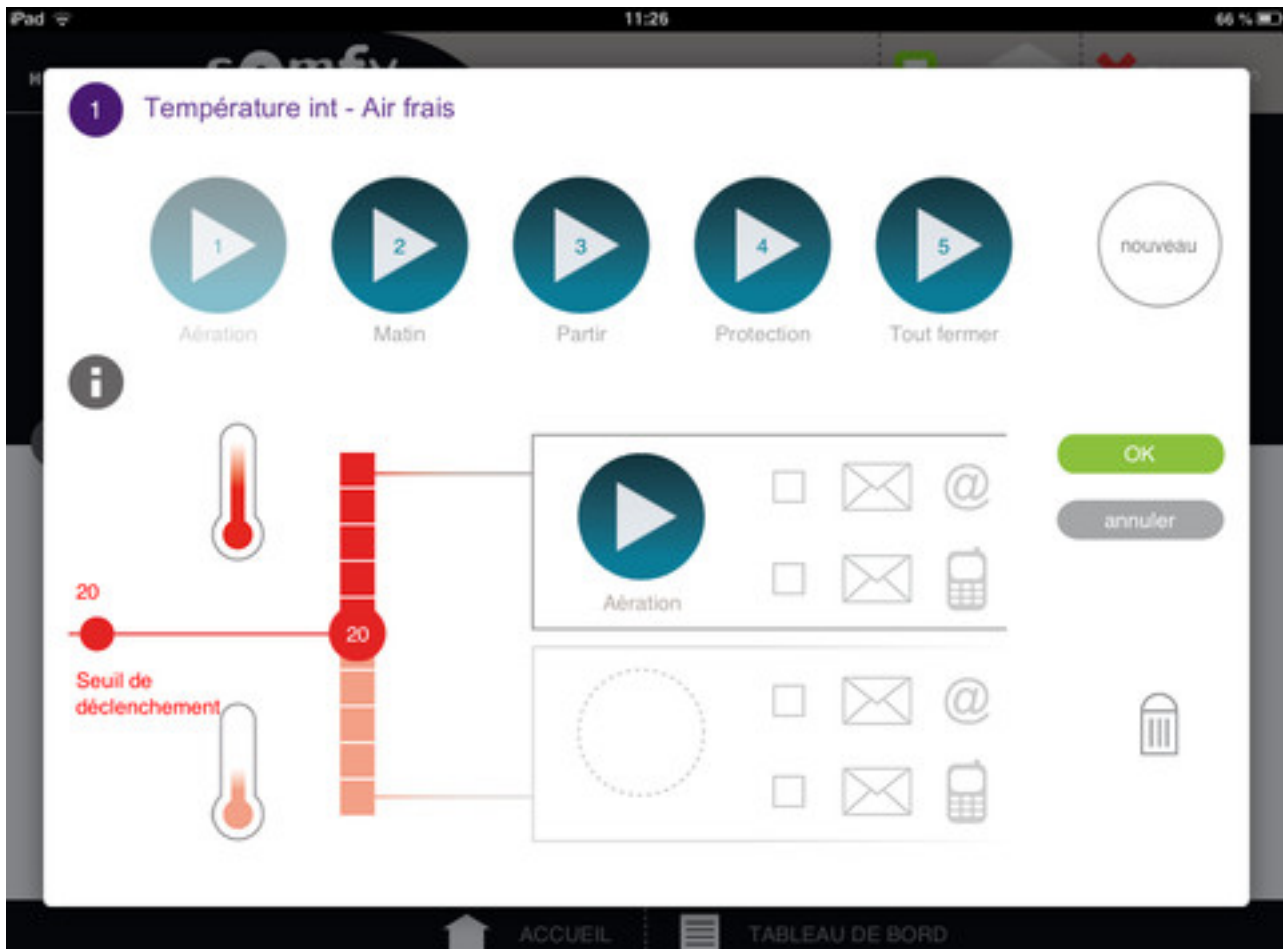 iPad 11:26 66 %
somfy
1 Température int - Air frais
1 2 3 4 5 nouveau
Aération Matin Partir Protection Tout fermer
i
OK
@
annuler
Aération
20
20
Seuil de
déclenchement
@
ACCUEIL TABLEAU DE BORD